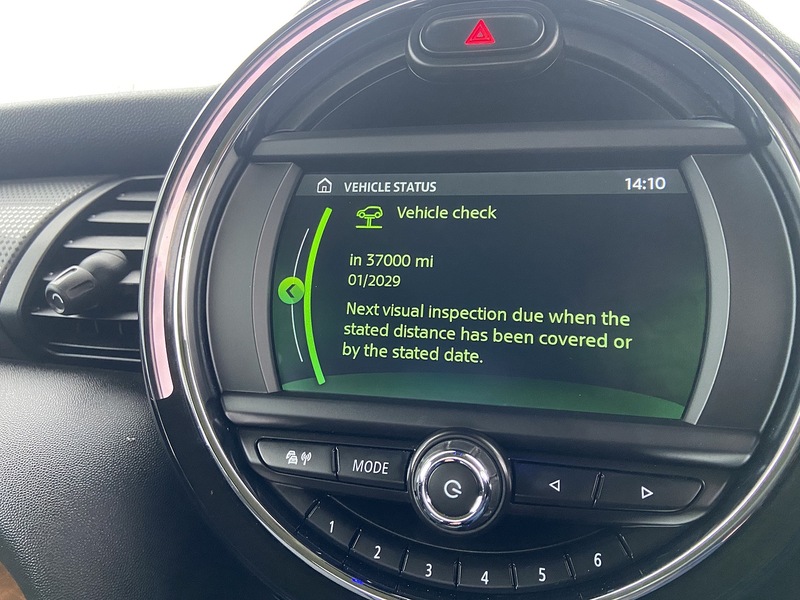 VEHICLE STATUS 14:10
Vehicle check
in 37000 mi
01/2029
Next visual inspection due when the
stated distance has been covered or
by the stated date.
MODE
1 2 3 4 5 6